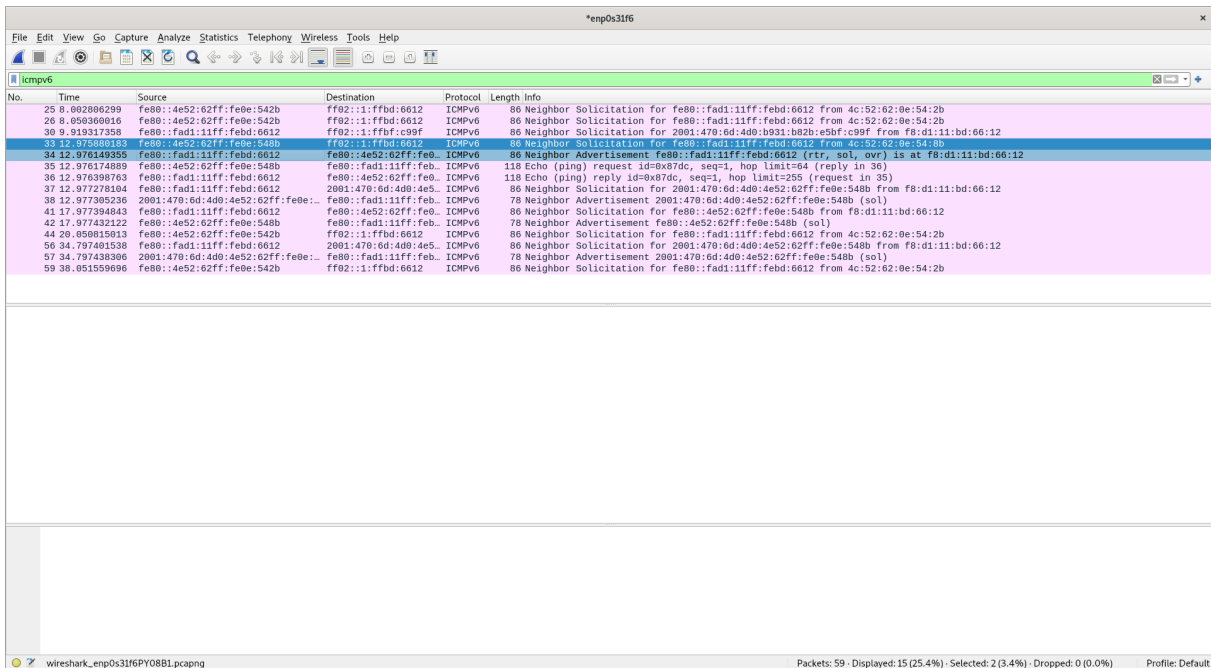 *enp0s31f6
File Edit View Go Capture Analyze Statistics Telephony Wireless Tools Help
icmpv6
No. Time Source Destination Protocol Length Info
25 8.002806299 fe80::4e52:62ff:fe0e:542b ff02::1:ffbd:6612 ICMPv6 86 Neighbor Solicitation for fe80::fad1:11ff:febd:6612 from 4c:52:62:0e:54:2b
26 8.050360016 fe80::4e52:62ff:fe0e:542b ff02::1:ffbd:6612 ICMPv6 86 Neighbor Solicitation for fe80::fad1:11ff:febd:6612 from 4c:52:62:0e:54:2b
30 9.919317358 fe80::fad1:11ff:febd:6612 ff02::1:ffbf:c99f ICMPv6 86 Neighbor Solicitation for 2001:470:6d:4d0:b931:b82b:e5bf:c99f from f8:d1:11:bd:66:12
33 12.975880183 fe80::4e52:62ff:fe0e:548b ff02::1:ffbd:6612 ICMPv6 86 Neighbor Solicitation for fe80::fad1:11ff:febd:6612 from 4c:52:62:0e:54:8b
34 12.976149355 fe80::fad1:11ff:febd:6612 fe80::4e52:62ff:fe0… ICMPv6 86 Neighbor Advertisement fe80::fad1:11ff:febd:6612 (rtr, sol, ovr) is at f8:d1:11:bd:66:12
35 12.976174889 fe80::4e52:62ff:fe0e:548b fe80::fad1:11ff:feb… ICMPv6 118 Echo (ping) request id=0x87dc, seq=1, hop limit=64 (reply in 36)
36 12.976398763 fe80::fad1:11ff:febd:6612 fe80::4e52:62ff:fe0… ICMPv6 118 Echo (ping) reply id=0x87dc, seq=1, hop limit=255 (request in 35)
37 12.977278104 fe80::fad1:11ff:febd:6612 2001:470:6d:4d0:4e5… ICMPv6 86 Neighbor Solicitation for 2001:470:6d:4d0:4e52:62ff:fe0e:548b from f8:d1:11:bd:66:12
38 12.977305236 2001:470:6d:4d0:4e52:62ff:fe0e:… fe80::fad1:11ff:feb… ICMPv6 78 Neighbor Advertisement 2001:470:6d:4d0:4e52:62ff:fe0e:548b (sol)
41 17.977394843 fe80::fad1:11ff:febd:6612 fe80::4e52:62ff:fe0… ICMPv6 86 Neighbor Solicitation for fe80::4e52:62ff:fe0e:548b from f8:d1:11:bd:66:12
42 17.977432122 fe80::4e52:62ff:fe0e:548b fe80::fad1:11ff:feb… ICMPv6 78 Neighbor Advertisement fe80::4e52:62ff:fe0e:548b (sol)
44 20.050815013 fe80::4e52:62ff:fe0e:542b ff02::1:ffbd:6612 ICMPv6 86 Neighbor Solicitation for fe80::fad1:11ff:febd:6612 from 4c:52:62:0e:54:2b
56 34.797401538 fe80::fad1:11ff:febd:6612 2001:470:6d:4d0:4e5… ICMPv6 86 Neighbor Solicitation for 2001:470:6d:4d0:4e52:62ff:fe0e:548b from f8:d1:11:bd:66:12
57 34.797438306 2001:470:6d:4d0:4e52:62ff:fe0e:… fe80::fad1:11ff:feb… ICMPv6 78 Neighbor Advertisement 2001:470:6d:4d0:4e52:62ff:fe0e:548b (sol)
59 38.051559696 fe80::4e52:62ff:fe0e:542b ff02::1:ffbd:6612 ICMPv6 86 Neighbor Solicitation for fe80::fad1:11ff:febd:6612 from 4c:52:62:0e:54:2b
wireshark_enp0s31f6PY08B1.pcapng Packets: 59 · Displayed: 15 (25.4%) · Selected: 2 (3.4%) · Dropped: 0 (0.0%) Profile: Default